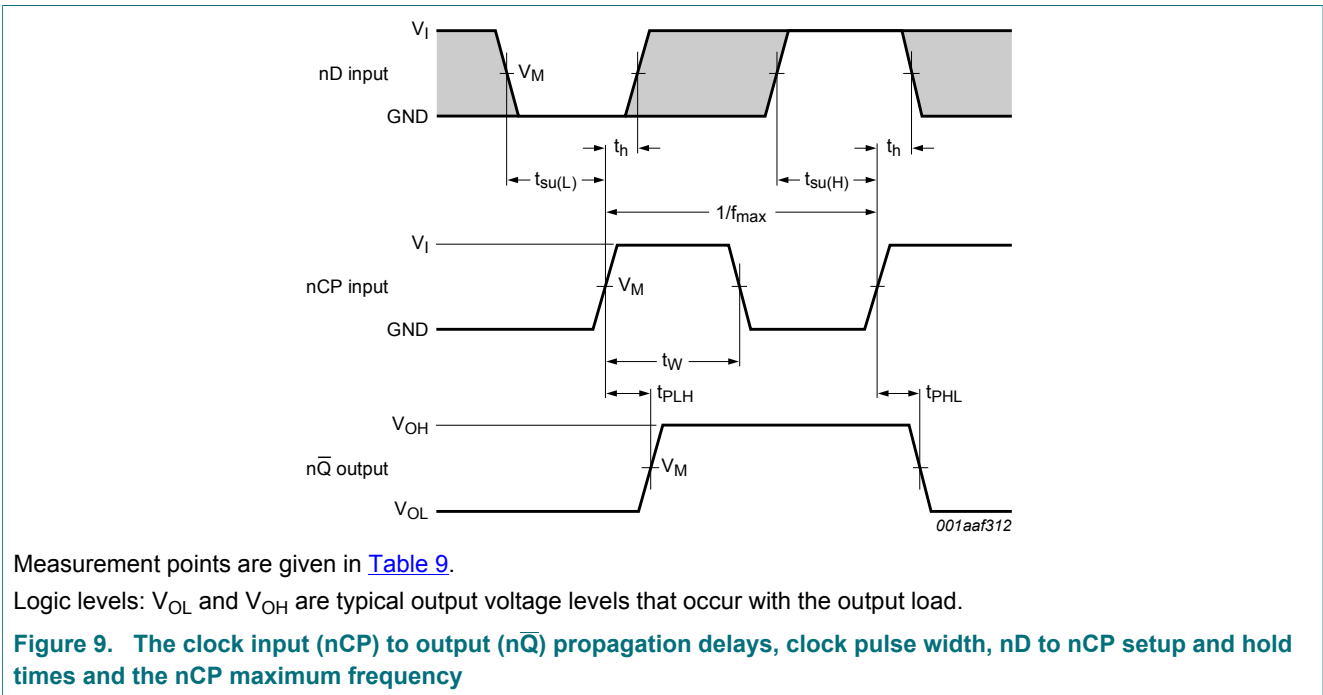 V_I
nD input
V_M
GND
t_h
t_h
t_su(L)
t_su(H)
1/f_max
V_I
nCP input
V_M
GND
t_W
t_PLH
t_PHL
V_OH
nQ̅ output
V_M
V_OL
001aaf312
Measurement points are given in Table 9.
Logic levels: V_OL and V_OH are typical output voltage levels that occur with the output load.
Figure 9. The clock input (nCP) to output (nQ̅) propagation delays, clock pulse width, nD to nCP setup and hold
times and the nCP maximum frequency